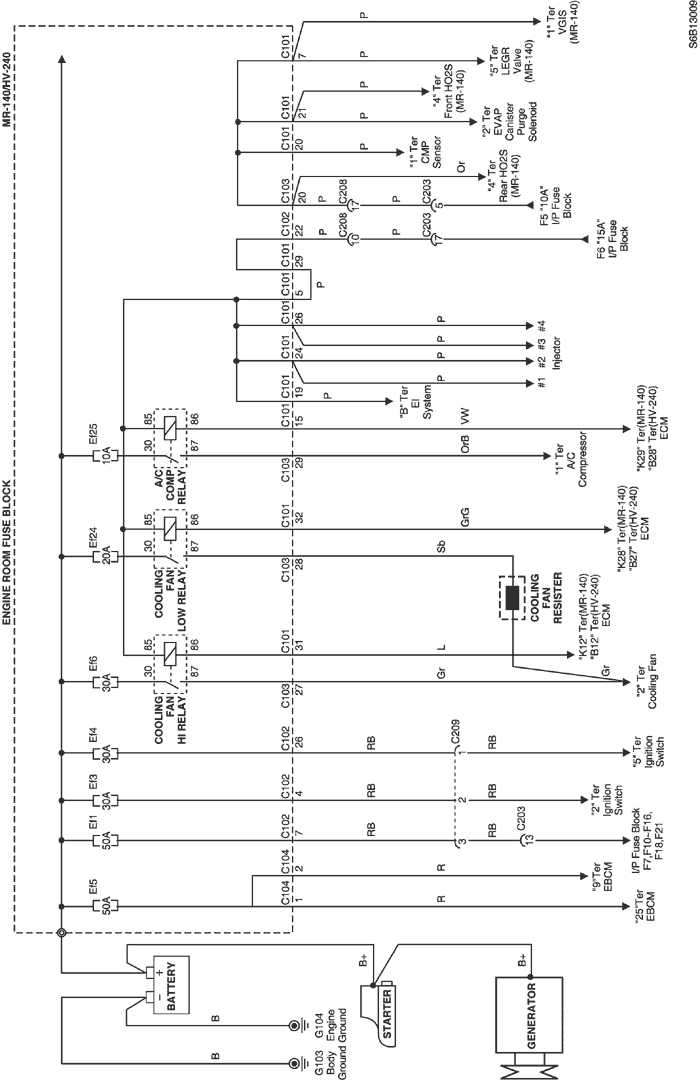 MR-140/HV-240
ENGINE ROOM FUSE BLOCK
S6B13009
BATTERY
+
–
B
B
G103
Body
Ground
G104
Engine
Ground
STARTER
B+
GENERATOR
B+
Ef5
50A
Ef1
50A
Ef3
30A
Ef4
30A
Ef6
30A
Ef24
20A
Ef25
10A
COOLING
FAN
HI RELAY
30
85
87
86
COOLING
FAN
LOW RELAY
30
85
87
86
A/C
COMP
RELAY
30
85
87
86
C104
1
C104
2
C102
7
C102
4
C102
26
C103
27
C101
31
C103
28
C101
32
C103
29
C101
15
C101
19
C101
24
C101
26
C101
5
C101
29
C102
22
C103
20
C101
20
C101
21
C101
7
R
R
RB
RB
RB
C209
3
2
1
RB
RB
RB
C203
13
Gr
L
Sb
GrG
OrB
VW
P
P
P
P
P
P
P
C208
10
P
C203
17
P
C208
17
P
C203
5
Or
P
P
P
P
P
COOLING
FAN
RESISTER
Gr
"25"Ter
EBCM
"9"Ter
EBCM
I/P Fuse Block
F7,F10~F16,
F18,F21
"2" Ter
Ignition
Switch
"5" Ter
Ignition
Switch
"2" Ter
Cooling Fan
"K12" Ter(MR-140)
"B12" Ter(HV-240)
ECM
"K28" Ter(MR-140)
"B27" Ter(HV-240)
ECM
"1" Ter
A/C
Compressor
"K29" Ter(MR-140)
"B28" Ter(HV-240)
ECM
"B" Ter
EI
System
#1
#2
#3
#4
Injector
F6 "15A"
I/P Fuse
Block
F5 "10A"
I/P Fuse
Block
"4" Ter
Rear HO2S
(MR-140)
"1" Ter
CMP
Sensor
"2" Ter
EVAP
Canister
Purge
Solenoid
"4" Ter
Front HO2S
(MR-140)
"5" Ter
LEGR
Valve
(MR-140)
"1" Ter
VGIS
(MR-140)